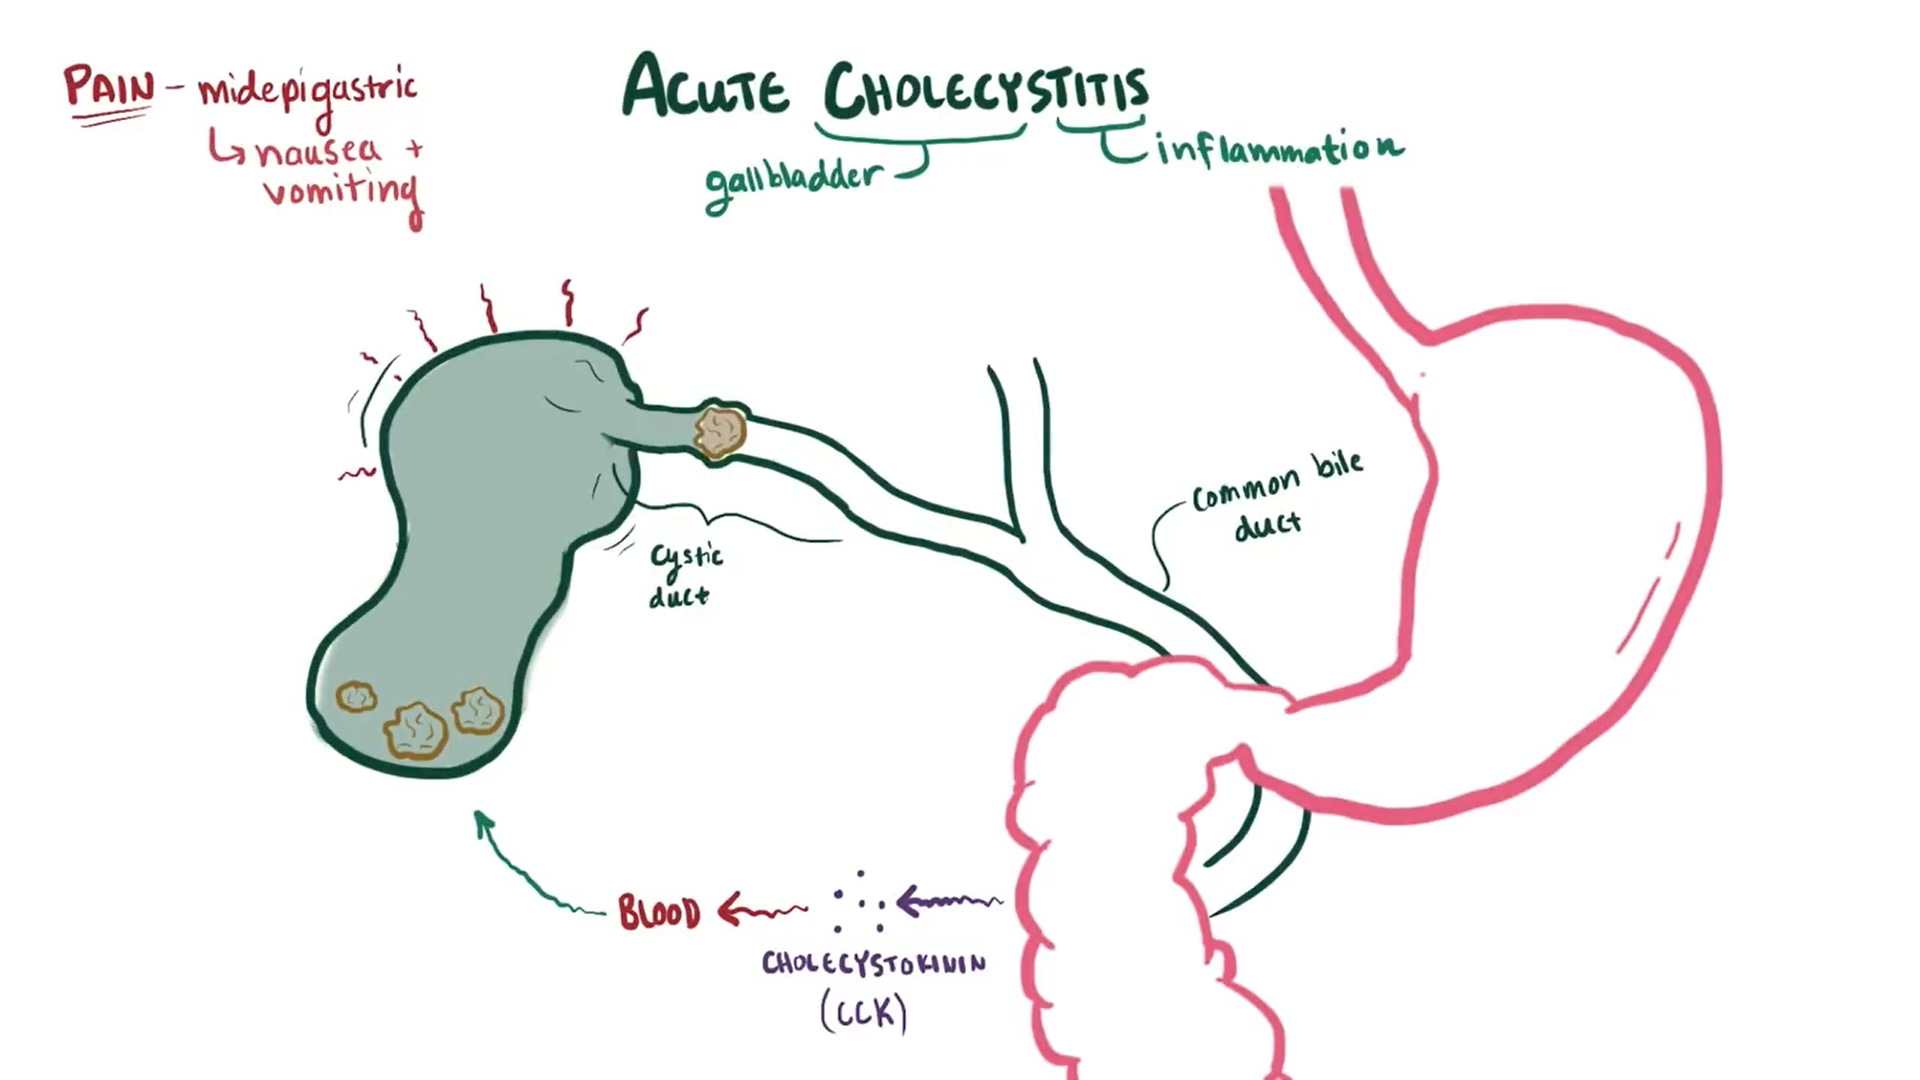 PAIN - midepigastric
↳ nausea +
vomiting
ACUTE CHOLECYSTITIS
gallbladder
inflammation
common bile
duct
cystic
duct
BLOOD
CHOLECYSTOKININ
(CCK)